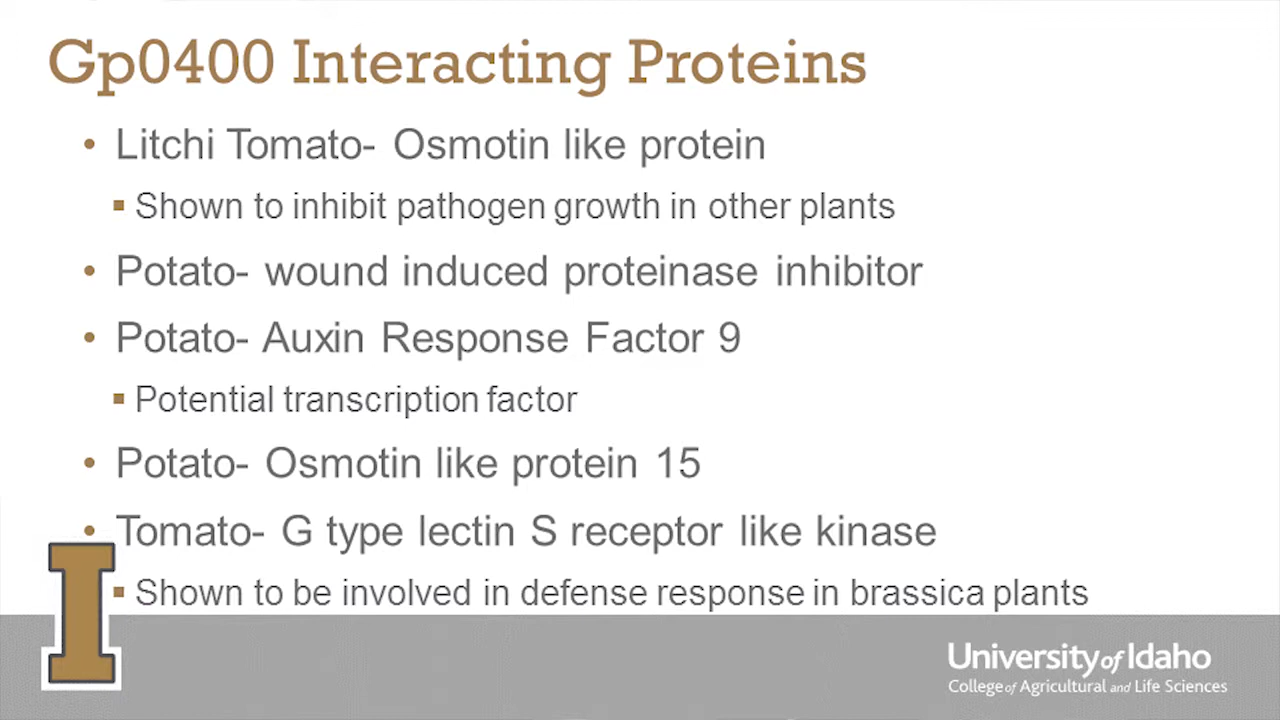 Gp0400 Interacting Proteins
• Litchi Tomato- Osmotin like protein
▪ Shown to inhibit pathogen growth in other plants
• Potato- wound induced proteinase inhibitor
• Potato- Auxin Response Factor 9
▪ Potential transcription factor
• Potato- Osmotin like protein 15
• Tomato- G type lectin S receptor like kinase
▪ Shown to be involved in defense response in brassica plants
I
University of Idaho
College of Agricultural and Life Sciences